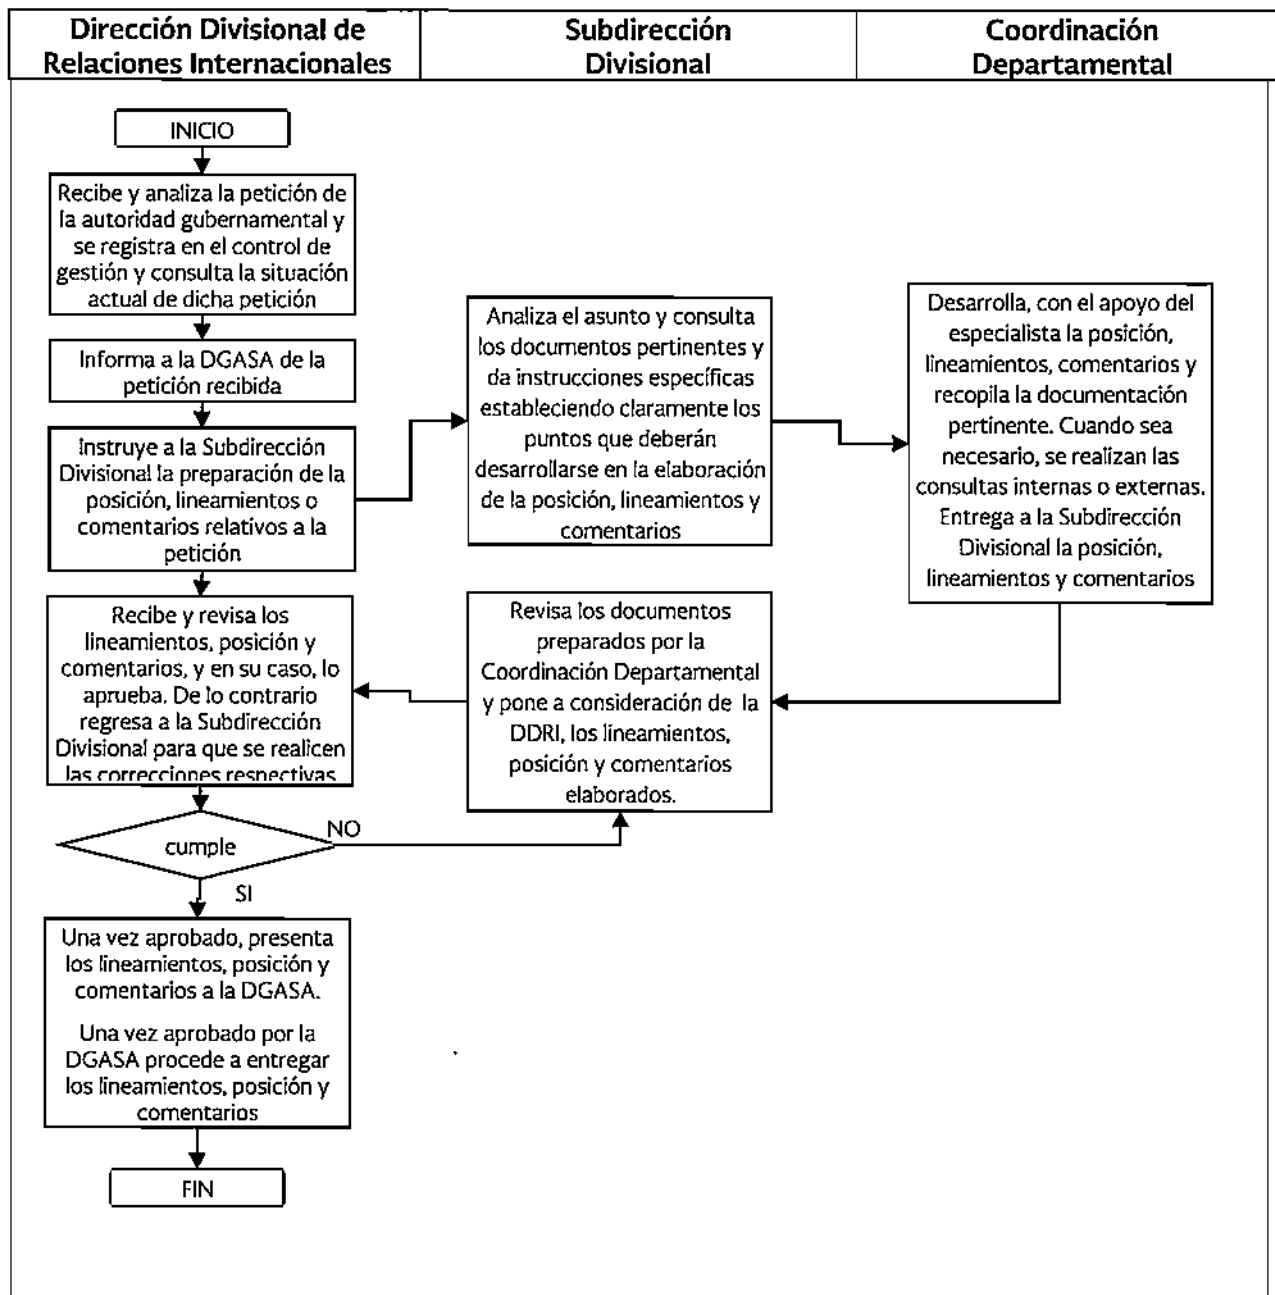 Dirección Divisional de
Relaciones Internacionales
Subdirección
Divisional
Coordinación
Departamental
INICIO
Recibe y analiza la petición de
la autoridad gubernamental y
se registra en el control de
gestión y consulta la situación
actual de dicha petición
Informa a la DGASA de la
petición recibida
Instruye a la Subdirección
Divisional la preparación de la
posición, lineamientos o
comentarios relativos a la
petición
Analiza el asunto y consulta
los documentos pertinentes y
da instrucciones específicas
estableciendo claramente los
puntos que deberán
desarrollarse en la elaboración
de la posición, lineamientos y
comentarios
Desarrolla, con el apoyo del
especialista la posición,
lineamientos, comentarios y
recopila la documentación
pertinente. Cuando sea
necesario, se realizan las
consultas internas o externas.
Entrega a la Subdirección
Divisional la posición,
lineamientos y comentarios
Recibe y revisa los
lineamientos, posición y
comentarios, y en su caso, lo
aprueba. De lo contrario
regresa a la Subdirección
Divisional para que se realicen
las correcciones respectivas
Revisa los documentos
preparados por la
Coordinación Departamental
y pone a consideración de la
DDRI, los lineamientos,
posición y comentarios
elaborados.
cumple
NO
SI
Una vez aprobado, presenta
los lineamientos, posición y
comentarios a la DGASA.
Una vez aprobado por la
DGASA procede a entregar
los lineamientos, posición y
comentarios
FIN